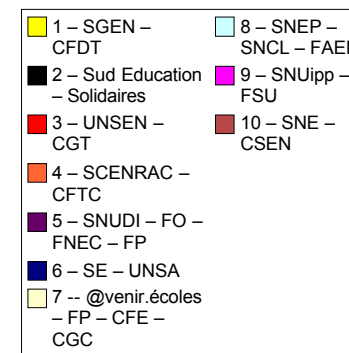 1 – SGEN –
CFDT
2 – Sud Education
– Solidaires
3 – UNSEN –
CGT
4 – SCENRAC –
CFTC
5 – SNUDI – FO –
FNEC – FP
6 – SE – UNSA
7 -- @venir.écoles
– FP – CFE –
CGC
8 – SNEP –
SNCL – FAE
9 – SNUipp –
FSU
10 – SNE –
CSEN